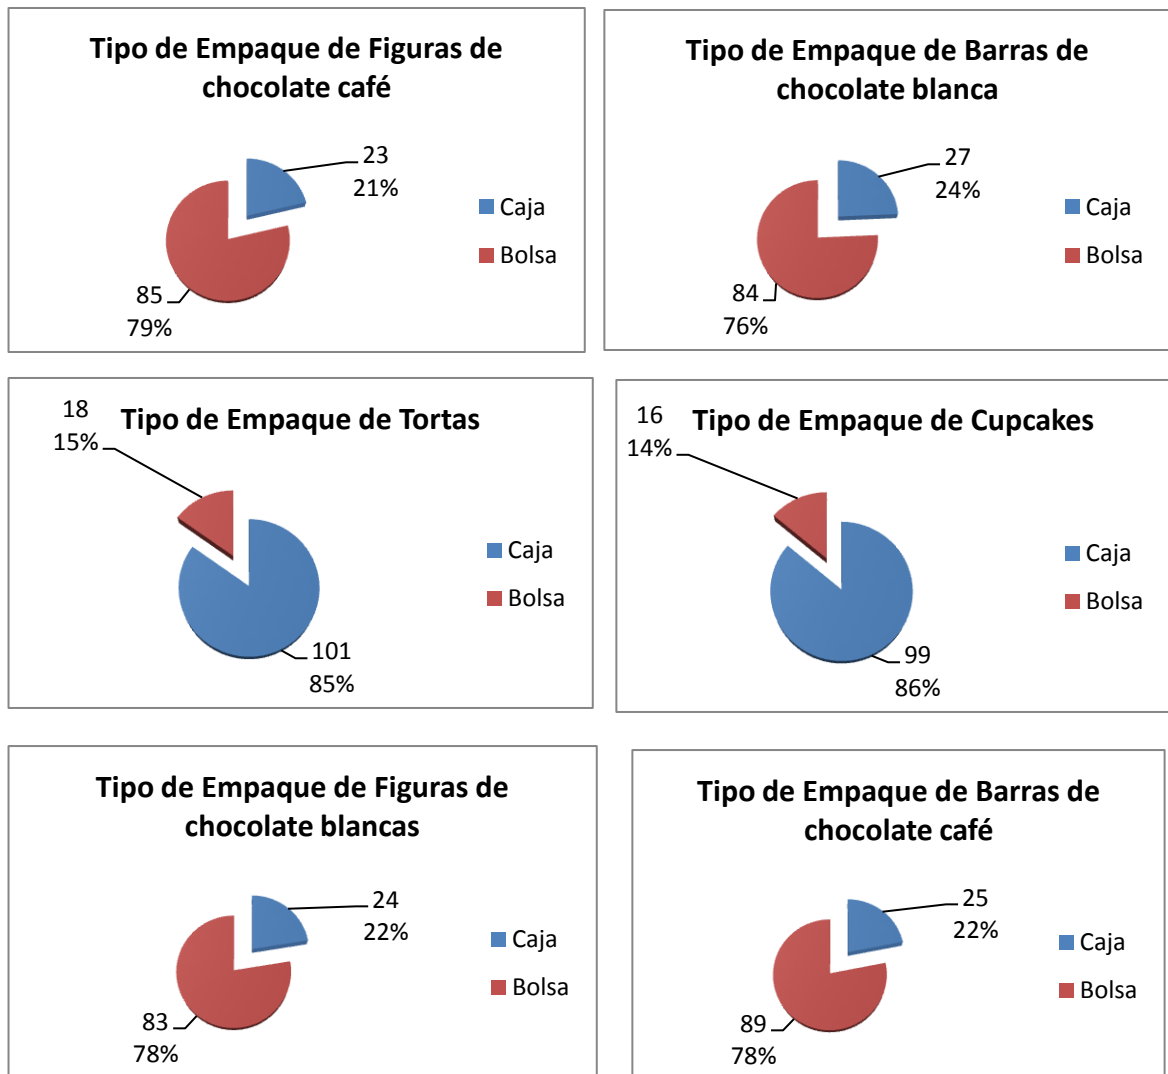 Tipo de Empaque de Figuras de
chocolate café
23
21%
Caja
Bolsa
85
79%
Tipo de Empaque de Barras de
chocolate blanca
27
24%
Caja
Bolsa
84
76%
18
15%
Tipo de Empaque de Tortas
Caja
Bolsa
101
85%
16
14%
Tipo de Empaque de Cupcakes
Caja
Bolsa
99
86%
Tipo de Empaque de Figuras de
chocolate blancas
24
22%
Caja
Bolsa
83
78%
Tipo de Empaque de Barras de
chocolate café
25
22%
Caja
Bolsa
89
78%